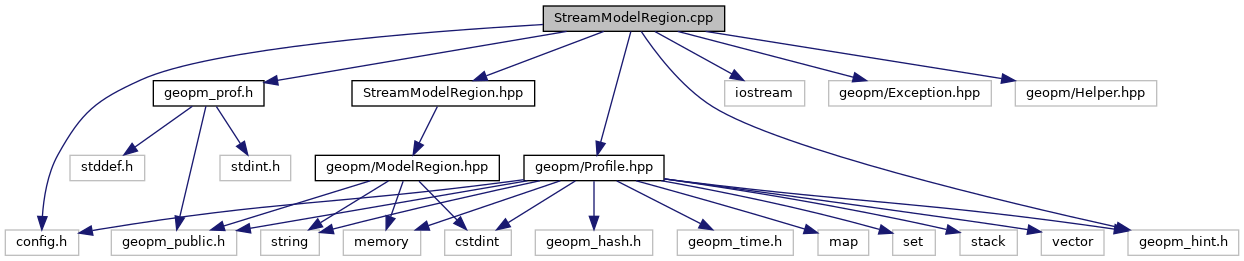 StreamModelRegion.cpp
geopm_prof.h
StreamModelRegion.hpp
iostream
geopm/Exception.hpp
geopm/Helper.hpp
stddef.h
stdint.h
geopm/ModelRegion.hpp
geopm/Profile.hpp
config.h
geopm_public.h
string
memory
cstdint
geopm_hash.h
geopm_time.h
map
set
stack
vector
geopm_hint.h